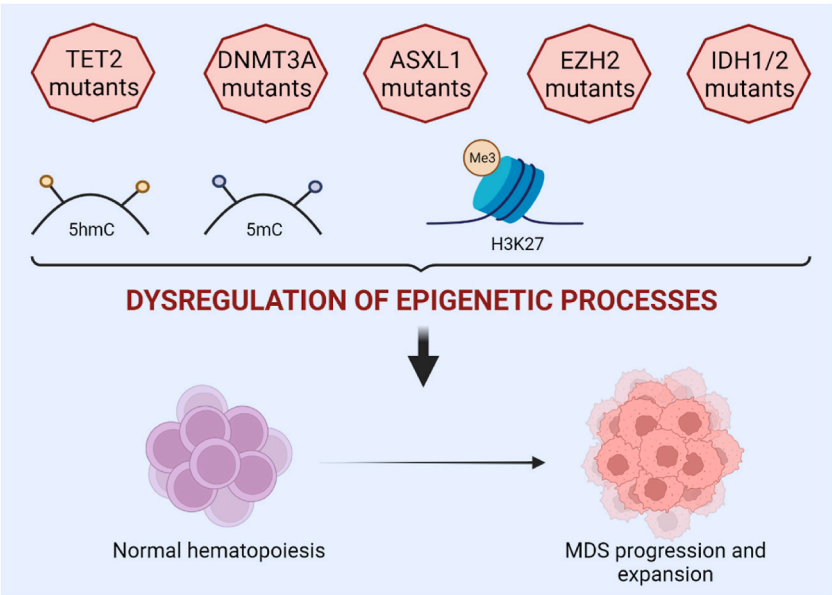 TET2
mutants
DNMT3A
mutants
ASXL1
mutants
EZH2
mutants
IDH1/2
mutants
5hmC
5mC
Me3
H3K27
DYSREGULATION OF EPIGENETIC PROCESSES
Normal hematopoiesis
MDS progression and
expansion